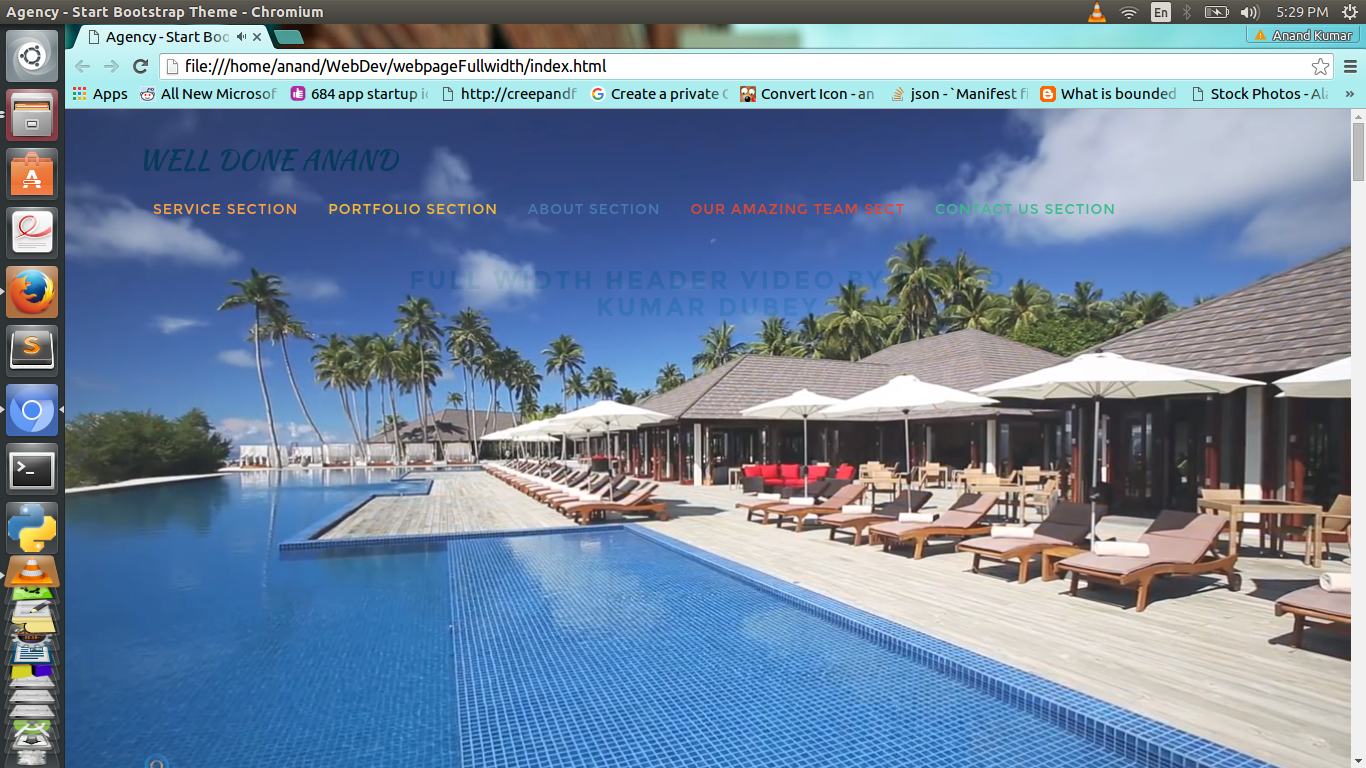 Agency - Start Bootstrap Theme - Chromium
En
5:29 PM
Agency - Start Boo
Anand Kumar
file:///home/anand/WebDev/webpageFullwidth/index.html
Apps
All New Microsof
684 app startup i
http://creepandf
Create a private
Convert Icon - an
json - `Manifest fi
What is bounded
Stock Photos - Al
»
WELL DONE ANAND
SERVICE SECTION
PORTFOLIO SECTION
ABOUT SECTION
OUR AMAZING TEAM SECT
CONTACT US SECTION
FULL WIDTH HEADER VIDEO BY
KUMAR DUBEY